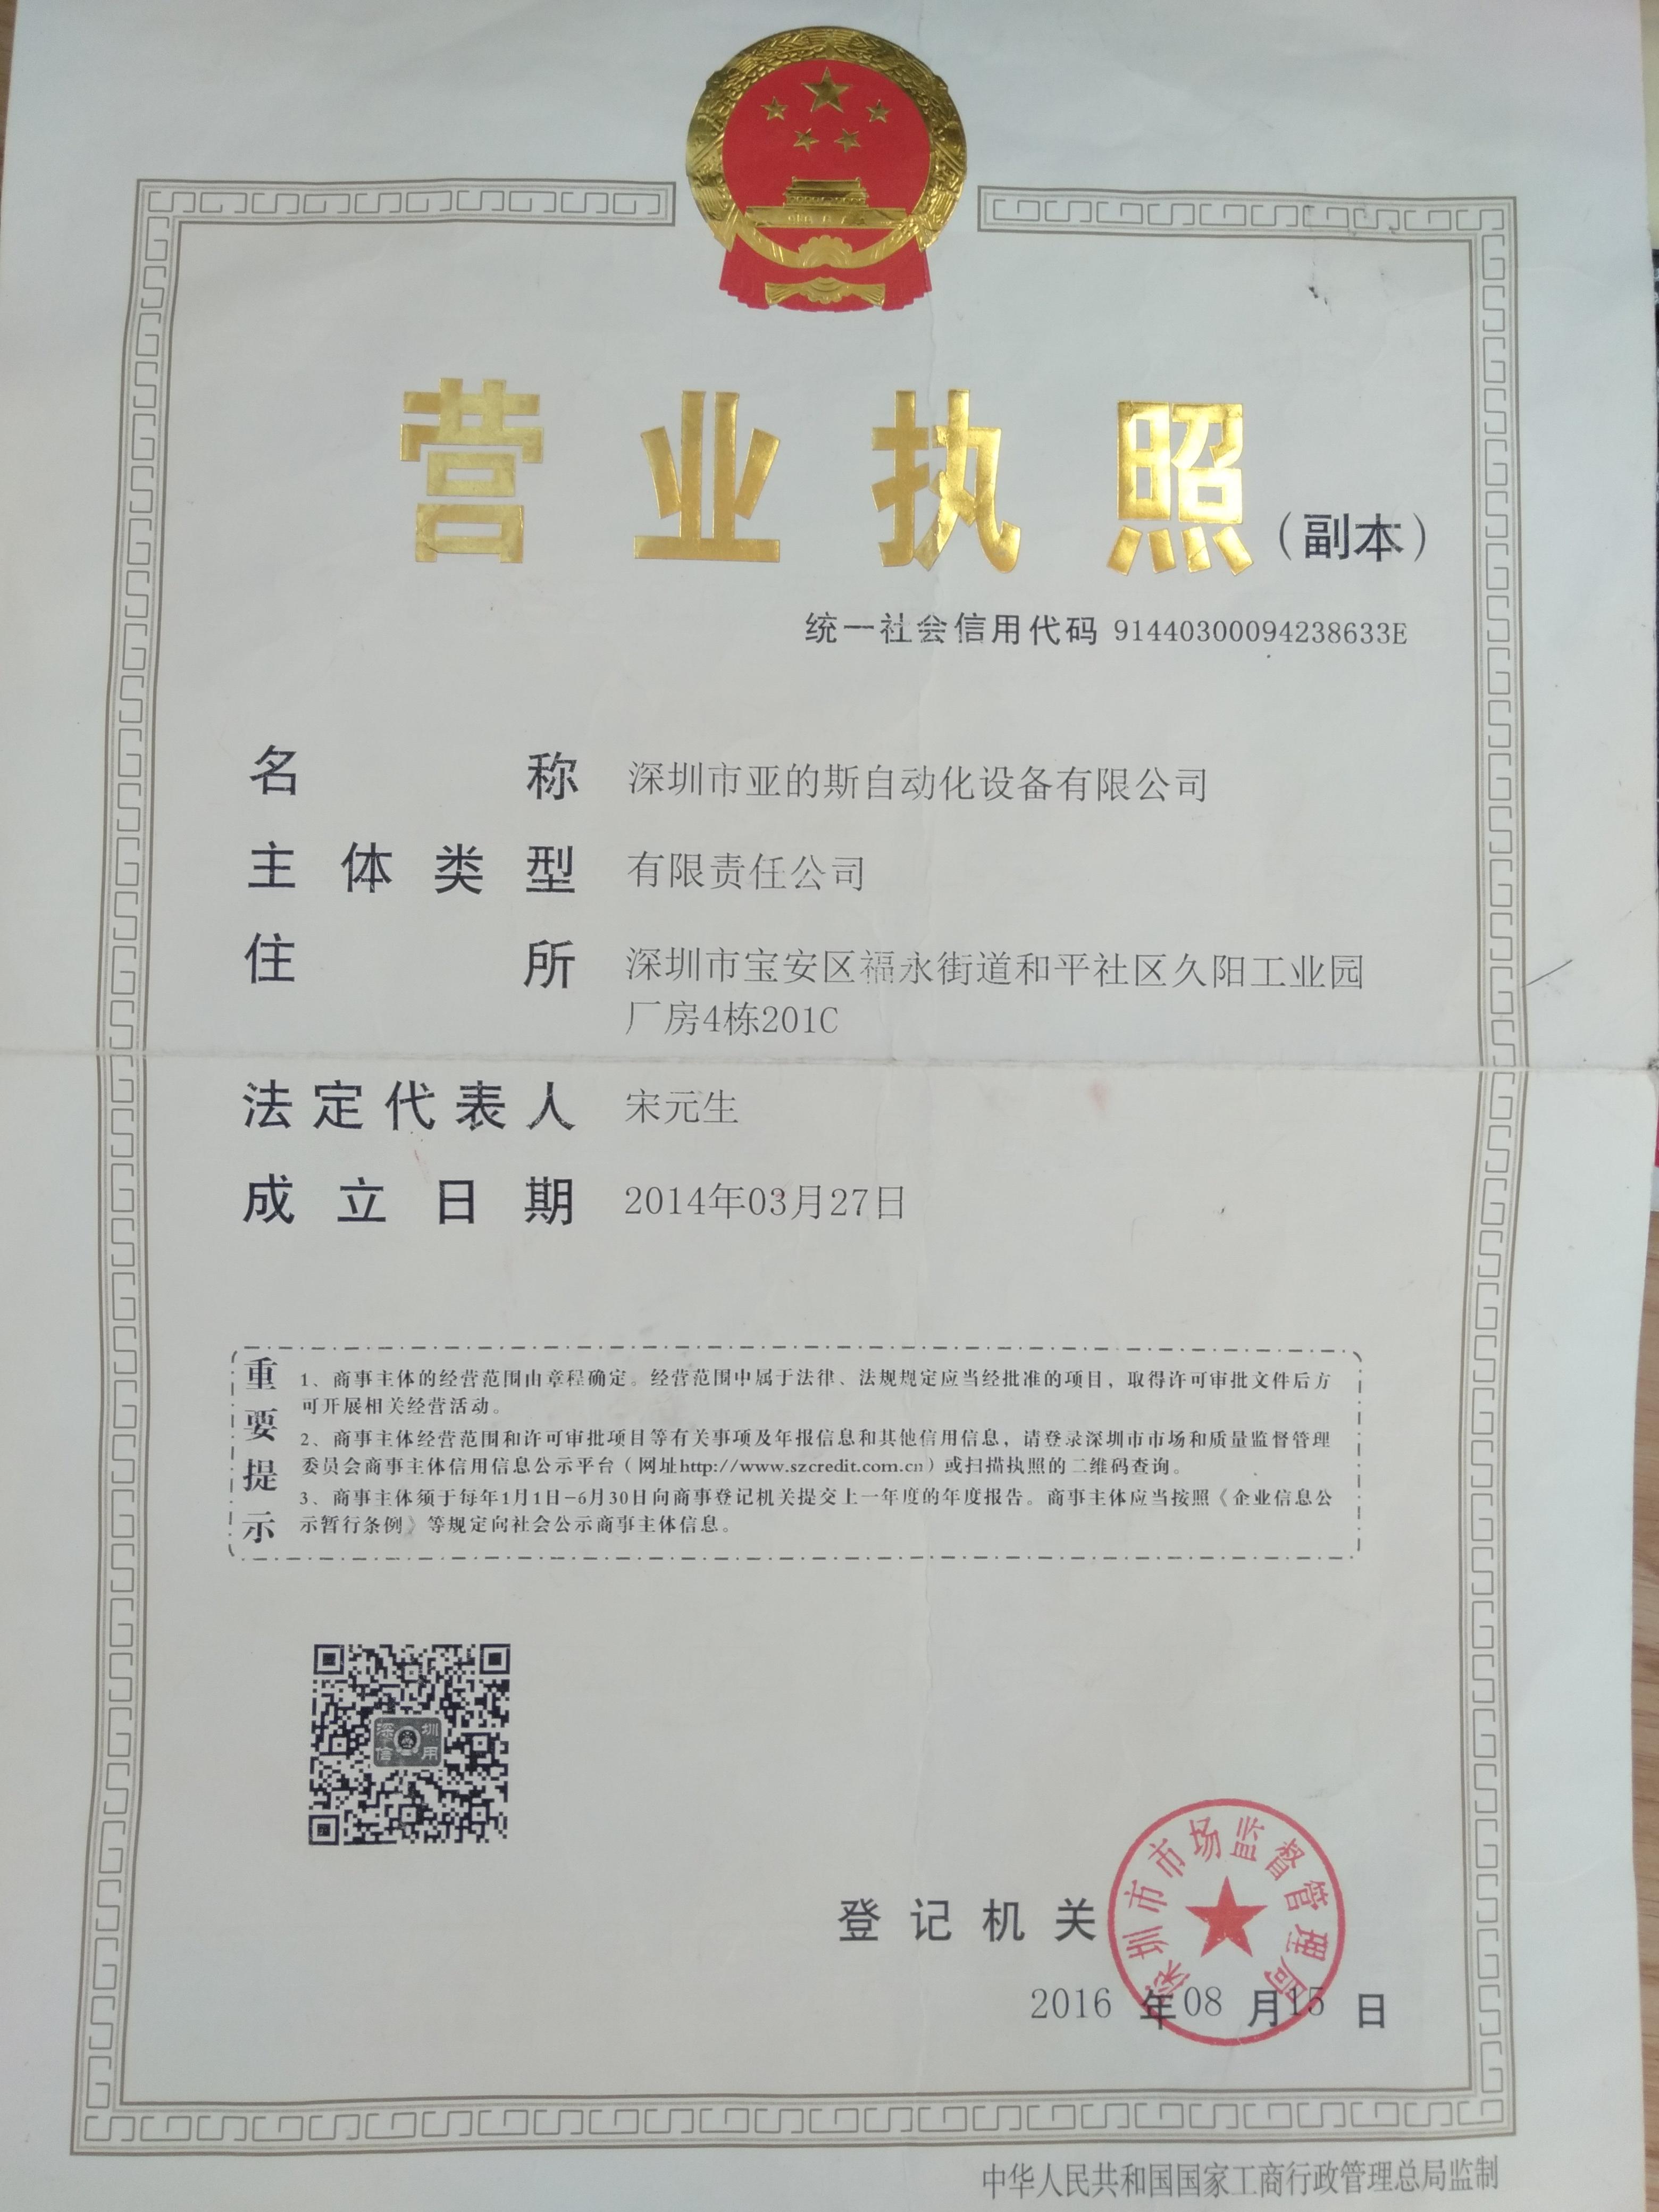 营业执照(副本)
统一社会信用代码 91440300094238633E
名称 深圳市亚的斯自动化设备有限公司
主体类型 有限责任公司
住所 深圳市宝安区福永街道和平社区久阳工业园
厂房4栋201C
法定代表人 宋元生
成立日期 2014年03月27日
重要提示
1、商事主体的经营范围由章程确定。经营范围中属于法律、法规规定应当经批准的项目，取得许可审批文件后方
可开展相关经营活动。
2、商事主体经营范围和许可审批项目等有关事项及年报信息和其他信用信息，请登录深圳市市场和质量监督管理
委员会商事主体信用信息公示平台（网址http://www.szcredit.com.cn）或扫描执照的二维码查询。
3、商事主体须于每年1月1日-6月30日向商事登记机关提交上一年度的年度报告。商事主体应当按照《企业信息公
示暂行条例》等规定向社会公示商事主体信息。
深圳
信用
登记机关
深圳市市场监督管理局
2016 年08 月15 日
中华人民共和国国家工商行政管理总局监制